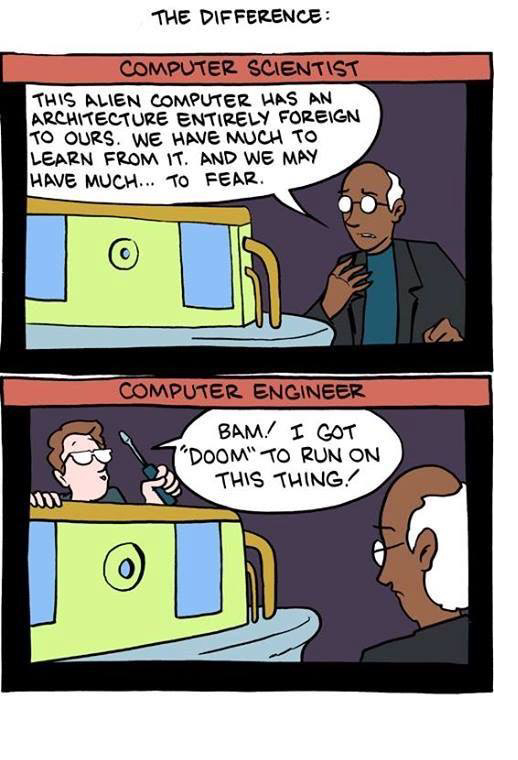 THE DIFFERENCE:
COMPUTER SCIENTIST
THIS ALIEN COMPUTER HAS AN
ARCHITECTURE ENTIRELY FOREIGN
TO OURS. WE HAVE MUCH TO
LEARN FROM IT. AND WE MAY
HAVE MUCH... TO FEAR.
COMPUTER ENGINEER
BAM! I GOT
"DOOM" TO RUN ON
THIS THING!